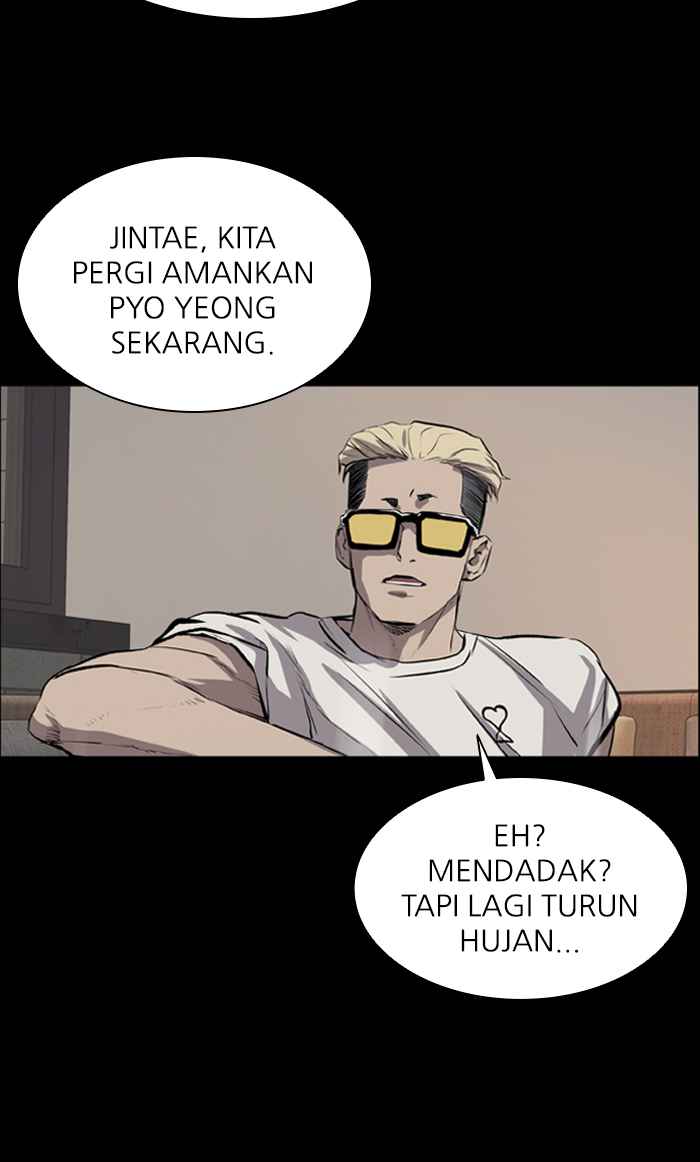 JINTAE, KITA
PERGI AMANKAN
PYO YEONG
SEKARANG.
EH?
MENDADAK?
TAPI LAGI TURUN
HUJAN...